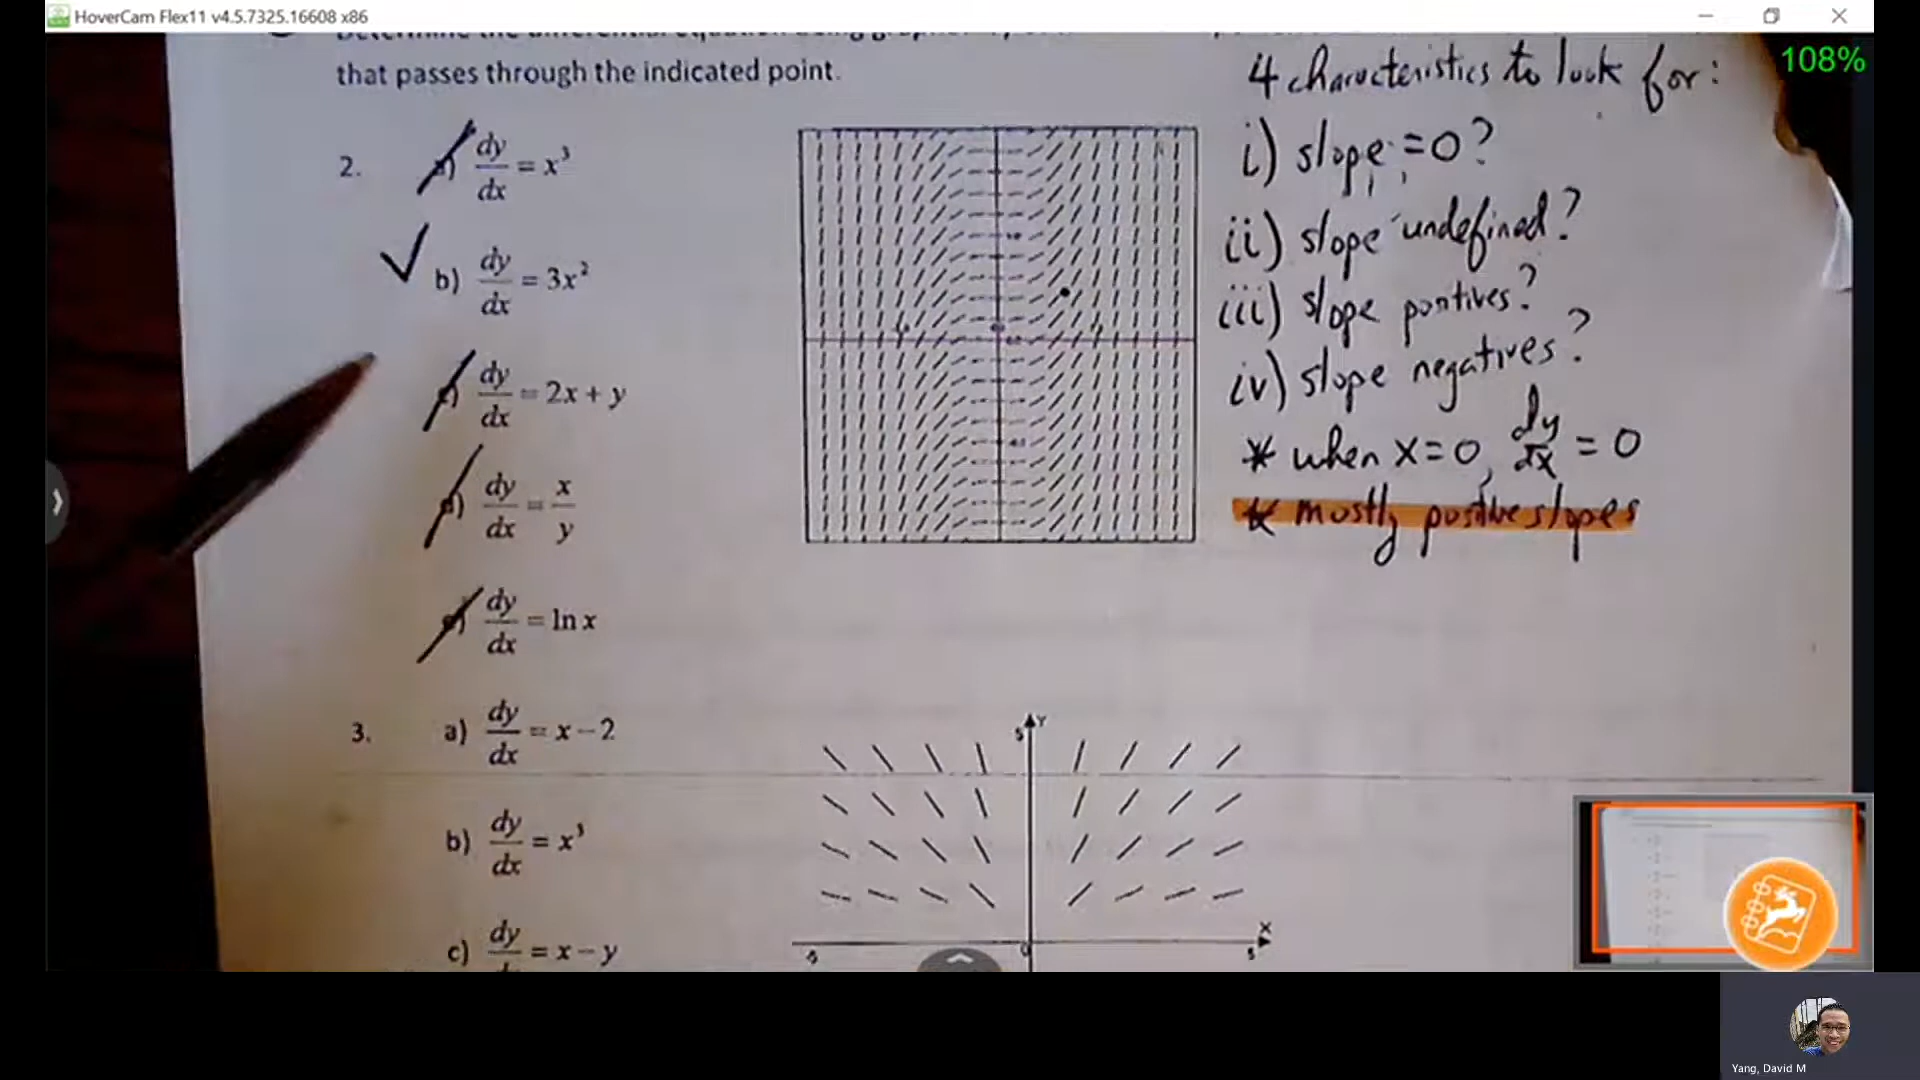 HoverCam Flex11 v4.5.7325.16608 x86
108%
that passes through the indicated point.
4 characteristics to look for:
i) slope = 0?
ii) slope undefined?
iii) slope positives?
iv) slope negatives?
* when x = 0, dy/dx = 0
* mostly positive slopes
2. a) dy/dx = x³
✓ b) dy/dx = 3x²
c) dy/dx = 2x + y
d) dy/dx = x/y
e) dy/dx = ln x
3. a) dy/dx = x − 2
b) dy/dx = x³
c) dy/dx = x − y
Y
5
X
0
5
Yang, David M